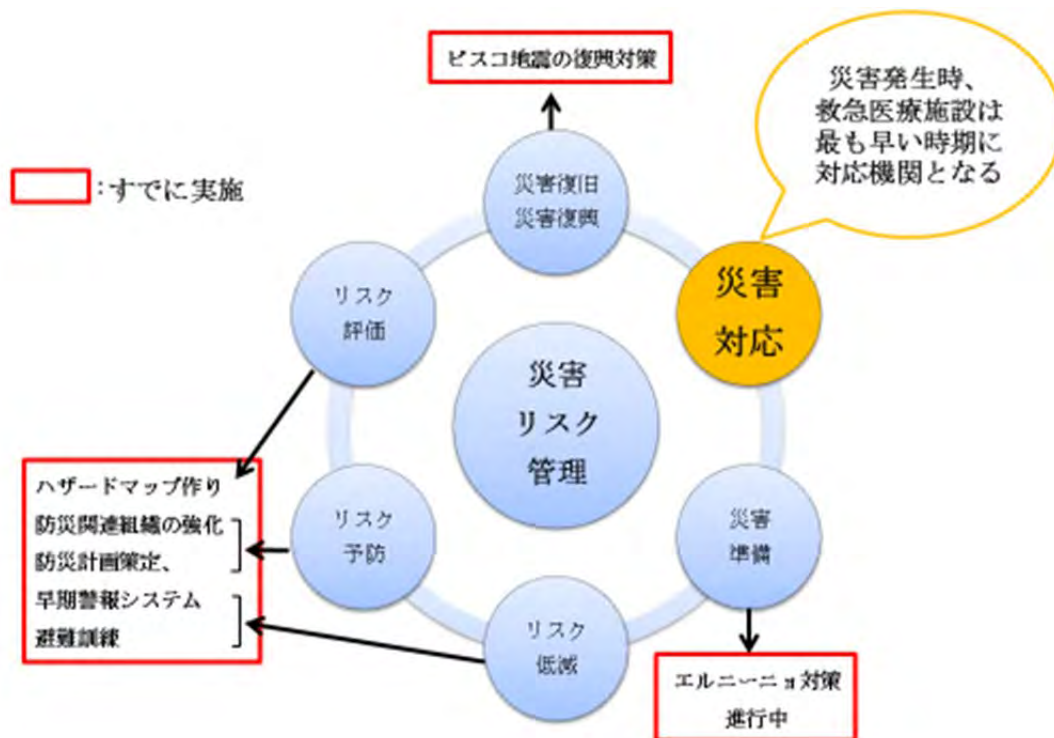 ピスコ地震の復興対策
災害発生時、
救急医療施設は
最も早い時期に
対応機関となる
:すでに実施
災害復旧
災害復興
災害
対応
リスク
評価
災害
リスク
管理
ハザードマップ作り
防災関連組織の強化
防災計画策定、
早期警報システム
避難訓練
リスク
予防
災害
準備
リスク
低減
エルニーニョ対策
進行中